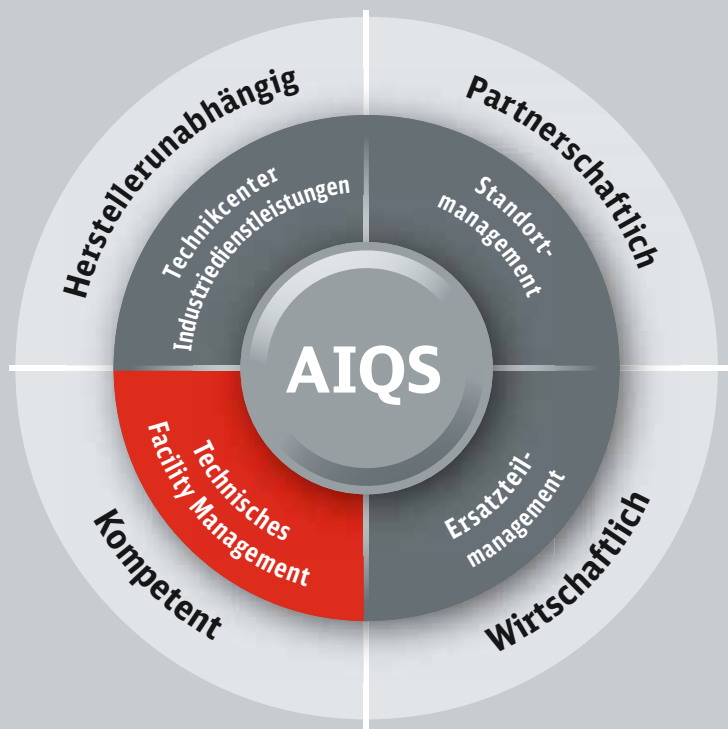 Herstellerunabhängig
Partnerschaftlich
Technikcenter
Industriedienstleistungen
Standort-
management
AIQS
Technisches
Facility Management
Ersatzteil-
management
Kompetent
Wirtschaftlich